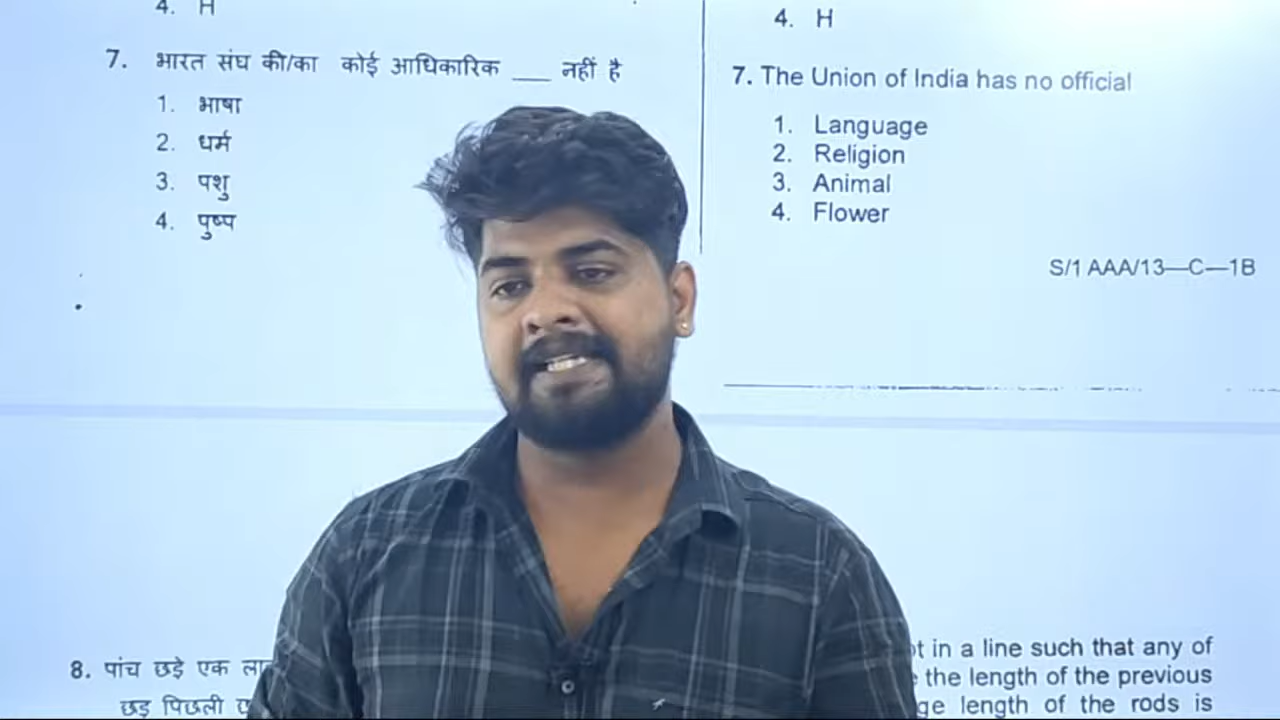 4. H
7. भारत संघ की/का कोई आधिकारिक ___ नहीं है
1. भाषा
2. धर्म
3. पशु
4. पुष्प
8. पांच छड़े एक
छड़ पिछली
4. H
7. The Union of India has no official
1. Language
2. Religion
3. Animal
4. Flower
S/1 AAA/13—C—1B
in a line such that any of
the length of the previous
length of the rods is